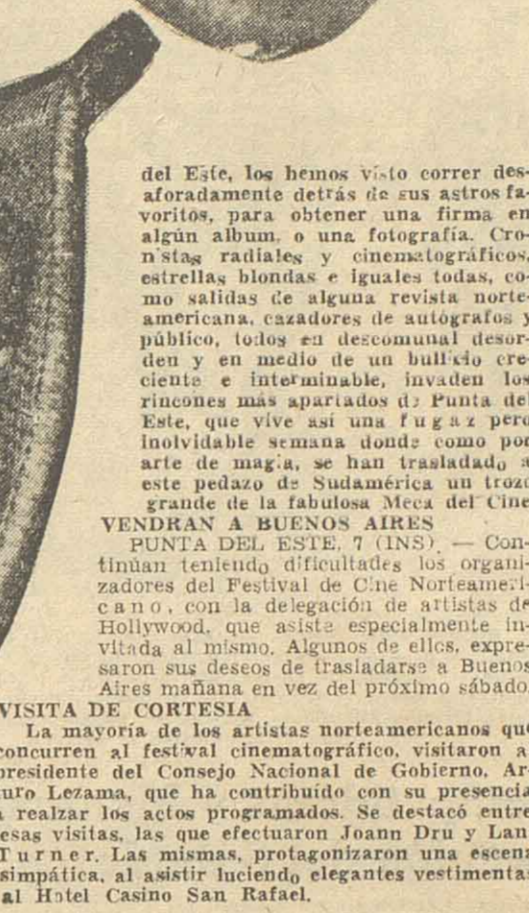 del Este, los hemos visto correr des-
aforadamente detrás de sus astros fa-
voritos, para obtener una firma en
algún album, o una fotografía. Cro-
nistas radiales y cinematográficos,
estrellas blondas e iguales todas, co-
mo salidas de alguna revista norte-
americana, cazadores de autógrafos y
público, todos en descomunal desor-
den y en medio de un bullicio cre-
ciente e interminable, invaden los
rincones más apartados de Punta del
Este, que vive así una fugaz pero
inolvidable semana donde como por
arte de magia, se han trasladado a
este pedazo de Sudamérica un trozo
grande de la fabulosa Meca del Cine
VENDRAN A BUENOS AIRES
PUNTA DEL ESTE, 7 (INS). — Con-
tinúan teniendo dificultades los organi-
zadores del Festival de Cine Norteameri-
cano, con la delegación de artistas de
Hollywood, que asiste especialmente in-
vitada al mismo. Algunos de ellos, expre-
saron sus deseos de trasladarse a Buenos
Aires mañana en vez del próximo sábado.
VISITA DE CORTESIA
La mayoría de los artistas norteamericanos que
concurren al festival cinematográfico, visitaron al
presidente del Consejo Nacional de Gobierno, Ar-
turo Lezama, que ha contribuído con su presencia
a realzar los actos programados. Se destacó entre
esas visitas, las que efectuaron Joann Dru y Lana
Turner. Las mismas, protagonizaron una escena
simpática, al asistir luciendo elegantes vestimentas
al Hotel Casino San Rafael.